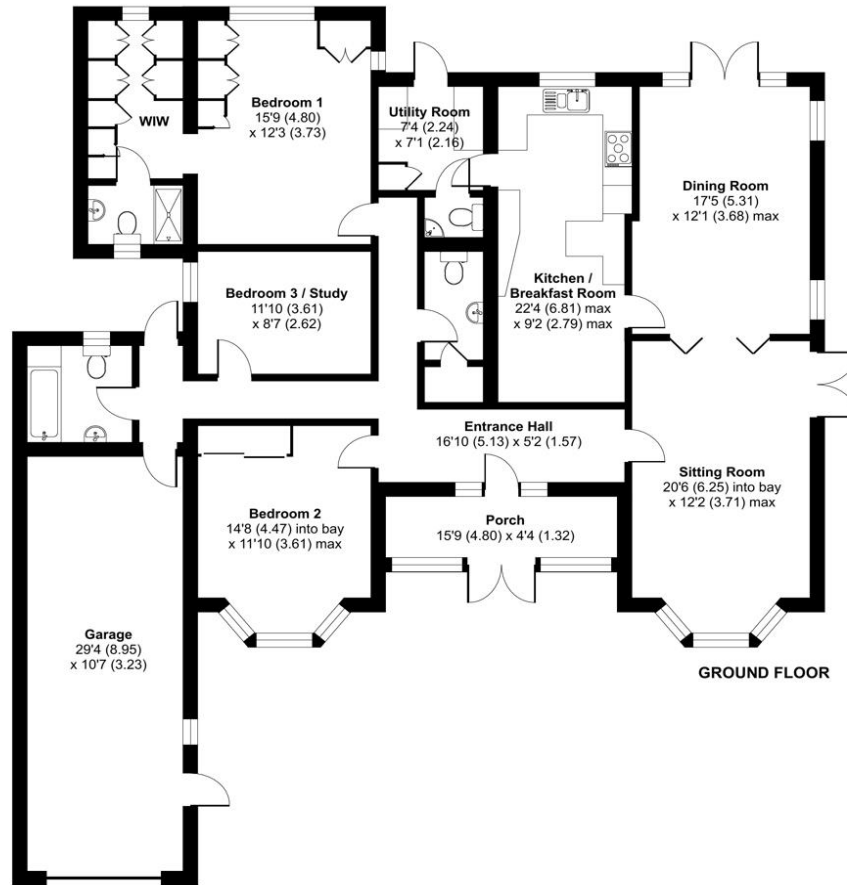 Bedroom 1
15'9 (4.80)
x 12'3 (3.73)
WIW
Utility Room
7'4 (2.24)
x 7'1 (2.16)
Dining Room
17'5 (5.31)
x 12'1 (3.68) max
Kitchen /
Breakfast Room
22'4 (6.81) max
x 9'2 (2.79) max
Bedroom 3 / Study
11'10 (3.61)
x 8'7 (2.62)
Entrance Hall
16'10 (5.13) x 5'2 (1.57)
Sitting Room
20'6 (6.25) into bay
x 12'2 (3.71) max
Bedroom 2
14'8 (4.47) into bay
x 11'10 (3.61) max
Porch
15'9 (4.80) x 4'4 (1.32)
Garage
29'4 (8.95)
x 10'7 (3.23)
GROUND FLOOR